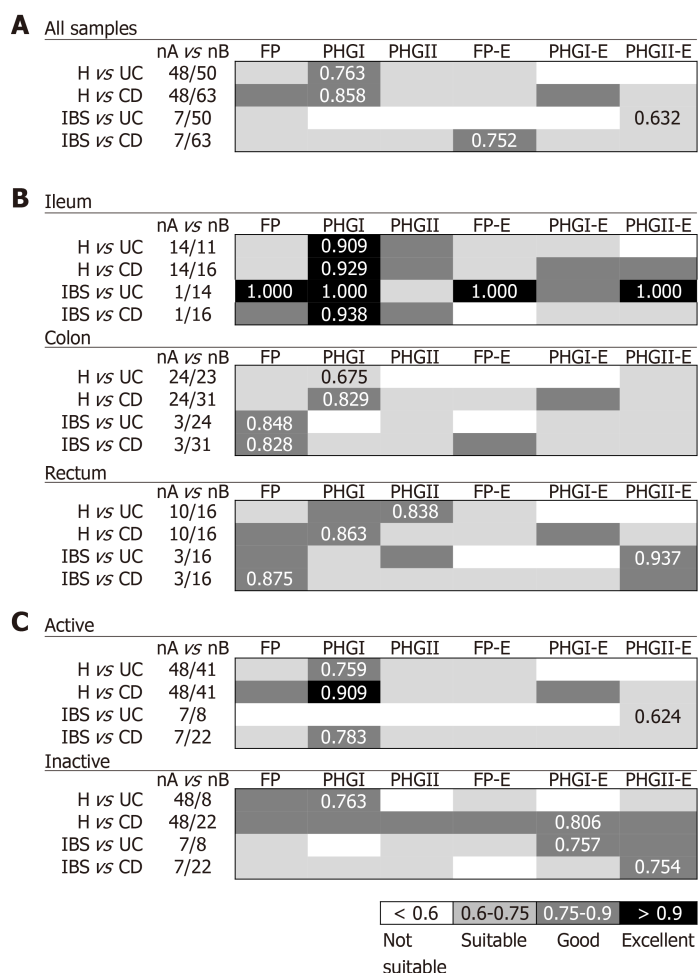 A All samples
nA vs nB FP PHGI PHGII FP-E PHGI-E PHGII-E
H vs UC 48/50 0.763
H vs CD 48/63 0.858
IBS vs UC 7/50 0.632
IBS vs CD 7/63 0.752
B Ileum
nA vs nB FP PHGI PHGII FP-E PHGI-E PHGII-E
H vs UC 14/11 0.909
H vs CD 14/16 0.929
IBS vs UC 1/14 1.000 1.000 1.000 1.000
IBS vs CD 1/16 0.938
Colon
nA vs nB FP PHGI PHGII FP-E PHGI-E PHGII-E
H vs UC 24/23 0.675
H vs CD 24/31 0.829
IBS vs UC 3/24 0.848
IBS vs CD 3/31 0.828
Rectum
nA vs nB FP PHGI PHGII FP-E PHGI-E PHGII-E
H vs UC 10/16 0.838
H vs CD 10/16 0.863
IBS vs UC 3/16 0.937
IBS vs CD 3/16 0.875
C Active
nA vs nB FP PHGI PHGII FP-E PHGI-E PHGII-E
H vs UC 48/41 0.759
H vs CD 48/41 0.909
IBS vs UC 7/8 0.624
IBS vs CD 7/22 0.783
Inactive
nA vs nB FP PHGI PHGII FP-E PHGI-E PHGII-E
H vs UC 48/8 0.763
H vs CD 48/22 0.806
IBS vs UC 7/8 0.757
IBS vs CD 7/22 0.754
< 0.6 0.6-0.75 0.75-0.9 > 0.9
Not Suitable Good Excellent
suitable